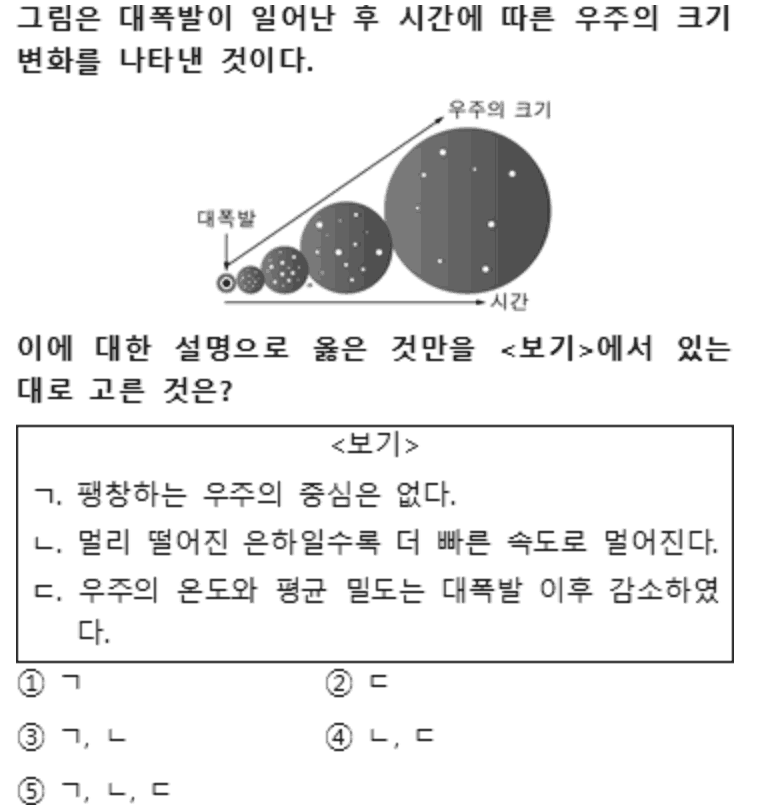 그림은 대폭발이 일어난 후 시간에 따른 우주의 크기
변화를 나타낸 것이다.
우주의 크기
대폭발
시간
이에 대한 설명으로 옳은 것만을 <보기>에서 있는
대로 고른 것은?
<보기>
ㄱ. 팽창하는 우주의 중심은 없다.
ㄴ. 멀리 떨어진 은하일수록 더 빠른 속도로 멀어진다.
ㄷ. 우주의 온도와 평균 밀도는 대폭발 이후 감소하였
다.
① ㄱ ② ㄷ
③ ㄱ, ㄴ ④ ㄴ, ㄷ
⑤ ㄱ, ㄴ, ㄷ